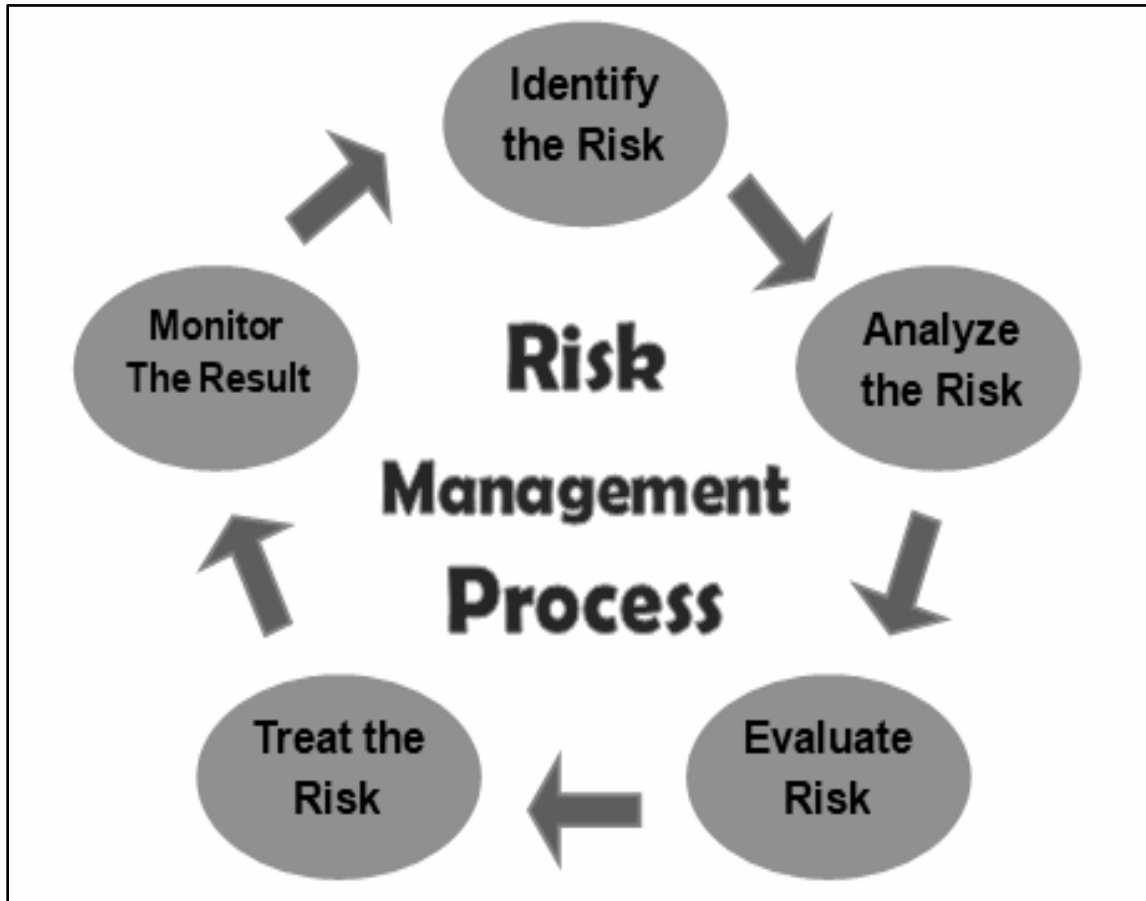 Identify
the Risk
Analyze
the Risk
Evaluate
Risk
Treat the
Risk
Monitor
The Result
Risk
Management
Process